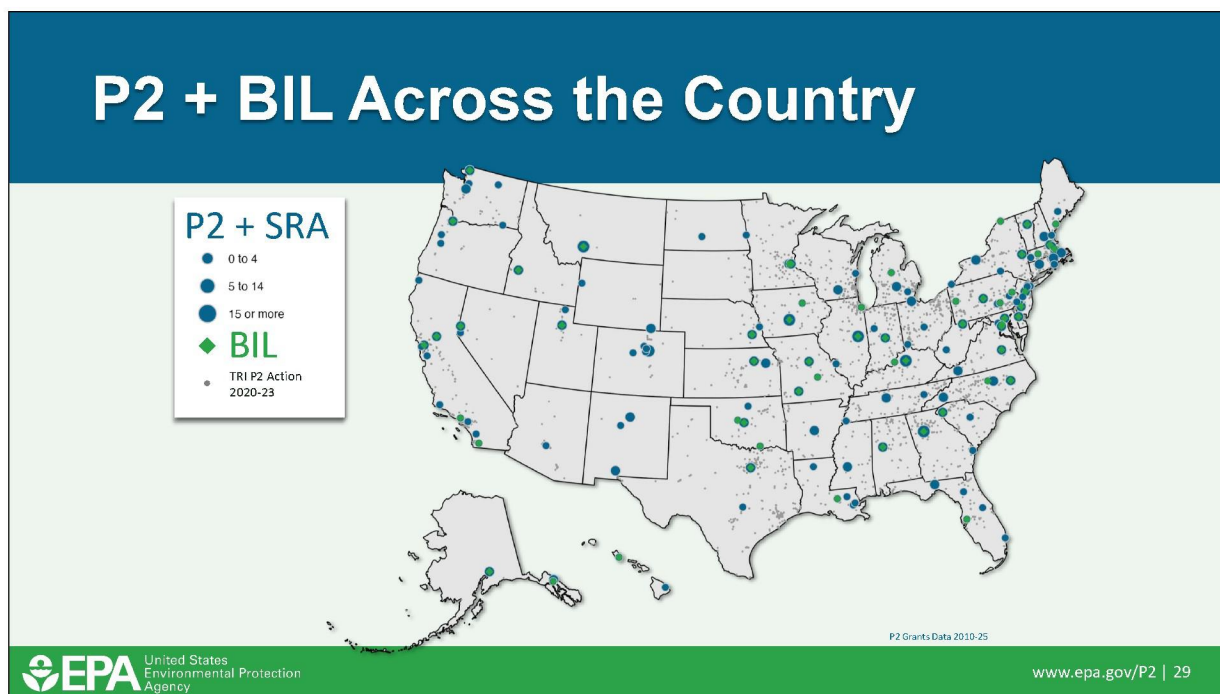 P2 + BIL Across the Country
P2 + SRA
0 to 4
5 to 14
15 or more
BIL
TRI P2 Action
2020-23
P2 Grants Data 2010-25
EPA
United States
Environmental Protection
Agency
www.epa.gov/P2 | 29